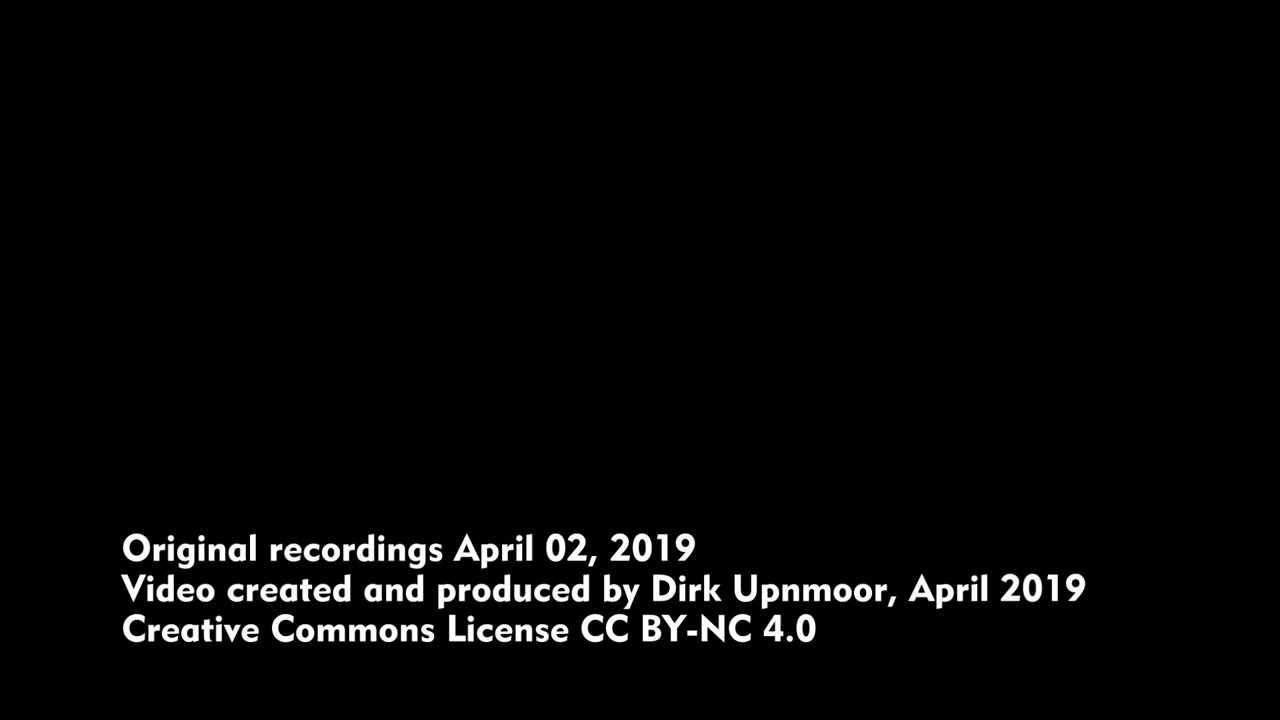 Original recordings April 02, 2019
Video created and produced by Dirk Upnmoor, April 2019
Creative Commons License CC BY-NC 4.0